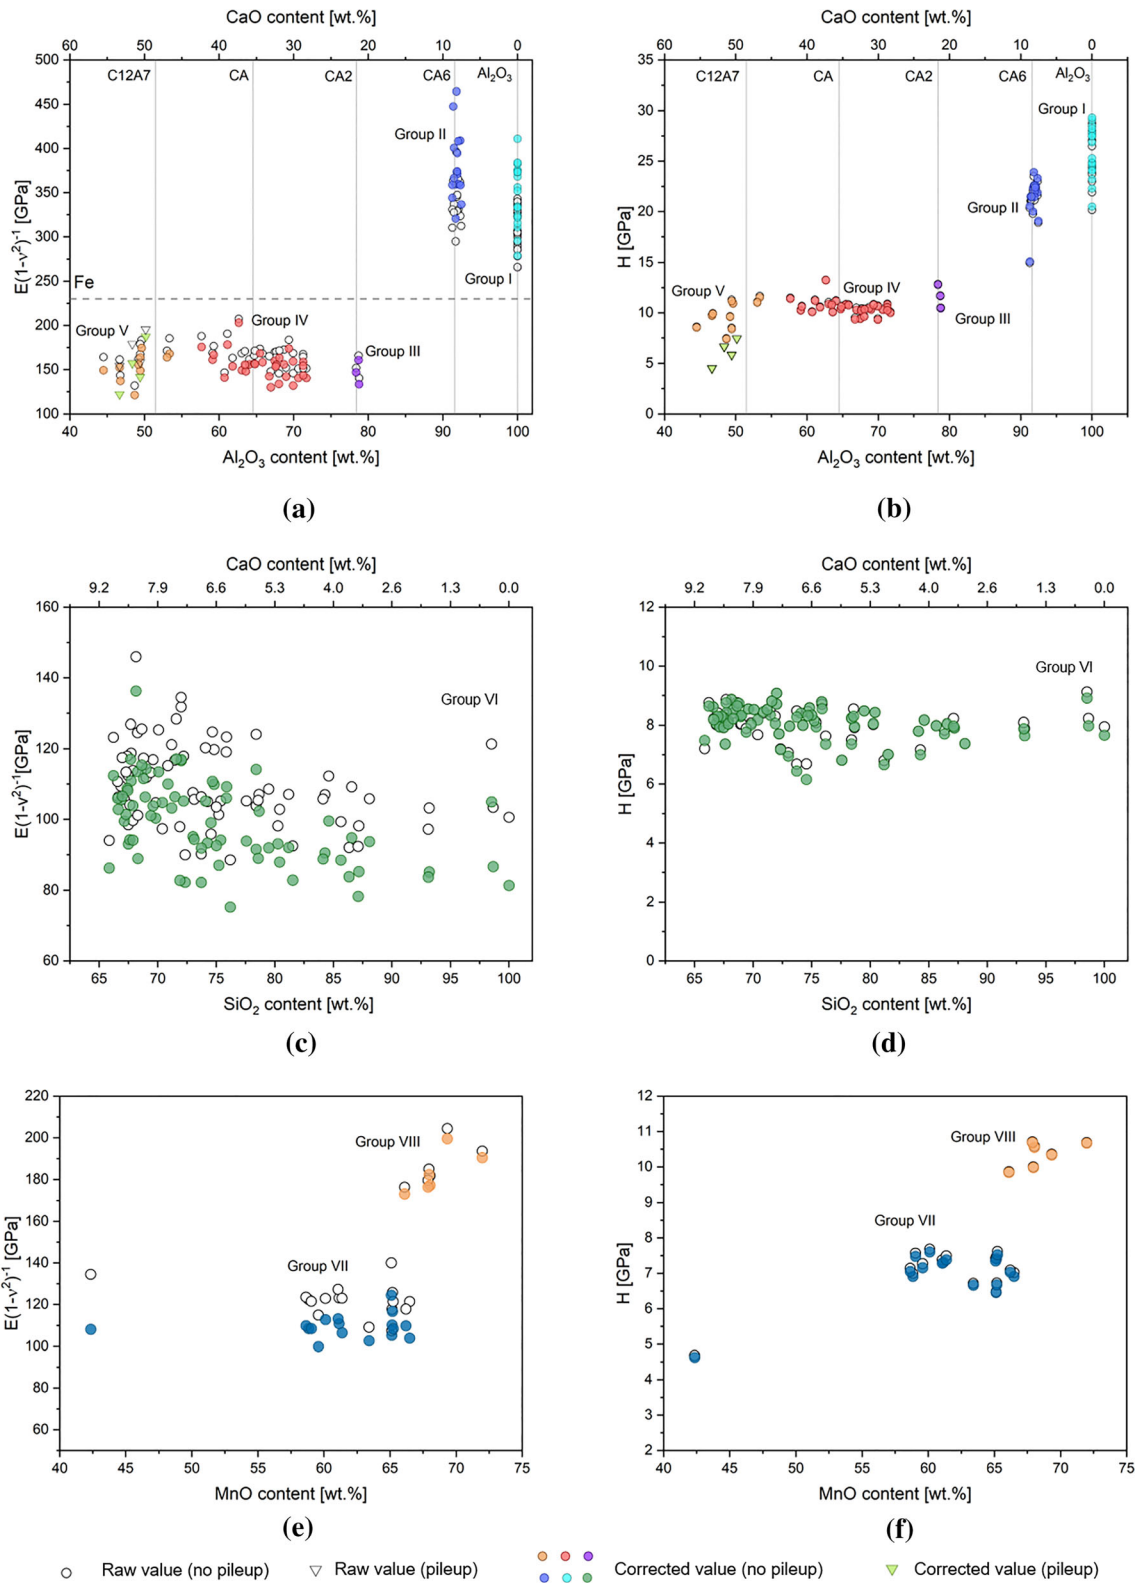 CaO content [wt.%]
60 50 40 30 20 10 0
C12A7 CA CA2 CA6 Al₂O₃
E(1-ν²)⁻¹ [GPa]
500
450
400
350
300
250
200
150
100
Group II
Group I
Fe
Group V
Group IV
Group III
40 50 60 70 80 90 100
Al₂O₃ content [wt.%]
(a)
CaO content [wt.%]
60 50 40 30 20 10 0
C12A7 CA CA2 CA6 Al₂O₃
H [GPa]
35
30
25
20
15
10
5
0
Group I
Group II
Group V
Group IV
Group III
40 50 60 70 80 90 100
Al₂O₃ content [wt.%]
(b)
CaO content [wt.%]
9.2 7.9 6.6 5.3 4.0 2.6 1.3 0.0
E(1-ν²)⁻¹[GPa]
160
140
120
100
80
60
Group VI
65 70 75 80 85 90 95 100
SiO₂ content [wt.%]
(c)
CaO content [wt.%]
9.2 7.9 6.6 5.3 4.0 2.6 1.3 0.0
H [GPa]
12
10
8
6
4
2
0
Group VI
65 70 75 80 85 90 95 100
SiO₂ content [wt.%]
(d)
E(1-ν²)⁻¹ [GPa]
220
200
180
160
140
120
100
80
60
Group VIII
Group VII
40 45 50 55 60 65 70 75
MnO content [wt.%]
(e)
H [GPa]
12
11
10
9
8
7
6
5
4
3
2
Group VIII
Group VII
40 45 50 55 60 65 70 75
MnO content [wt.%]
(f)
Raw value (no pileup) Raw value (pileup) Corrected value (no pileup) Corrected value (pileup)